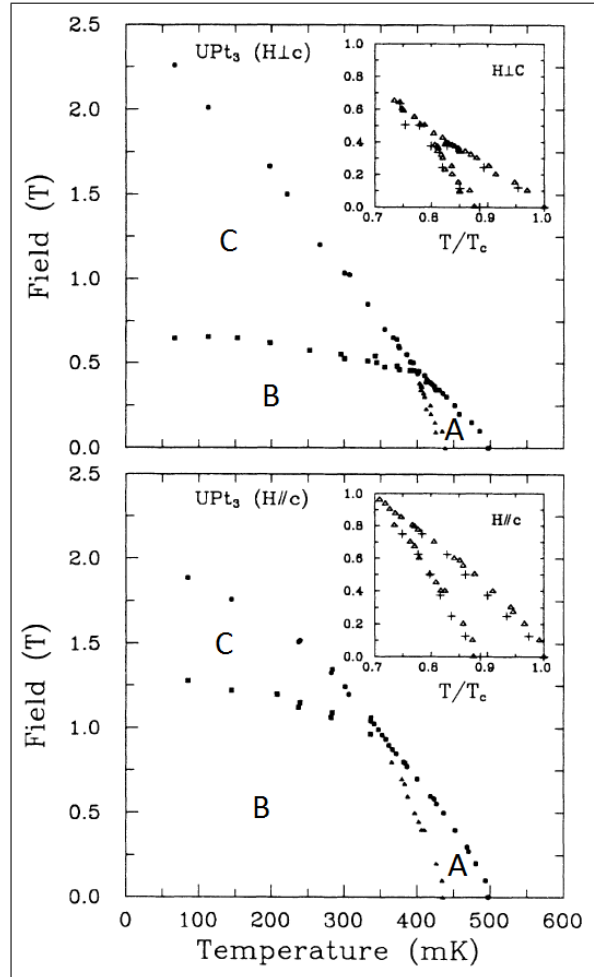 2.5
2.0
1.5
1.0
0.5
0.0
Field (T)
UPt₃ (H⊥c)
C
B
A
1.0
0.8
0.6
0.4
0.2
0.0
H⊥C
0.7 0.8 0.9 1.0
T/Tc
2.5
2.0
1.5
1.0
0.5
0.0
Field (T)
UPt₃ (H//c)
C
B
A
1.0
0.8
0.6
0.4
0.2
0.0
H//c
0.7 0.8 0.9 1.0
T/Tc
0 100 200 300 400 500 600
Temperature (mK)